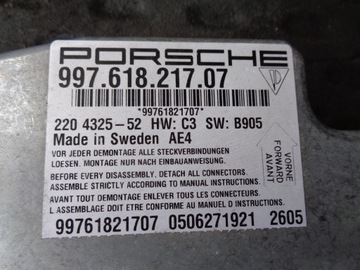 PORSCHE
997.618.217.07
*99761821707*
220 4325-52 HW: C3 SW: B905
Made in Sweden AE4
VOR JEDER DEMONTAGE ALLE STECKVERBINDUNGEN
LOESEN. MONTAGE NUR NACH EINBAUANLEITUNG.
BEFORE EVERY DISASSEMBLY, DETACH ALL CONNECTORS.
ASSEMBLE STRICTLY ACCORDING TO MANUAL INSTRUCTIONS.
AVANT TOUT DEMONTAGE ENLEVER TOUS LES CONNECTEURS
L ASSEMBLAGE DOIT ETRE CONFORME AU MANUEL D INSTRUCTIONS
99761821707 0506271921 2605
VORNE
FORWARD
AVANT